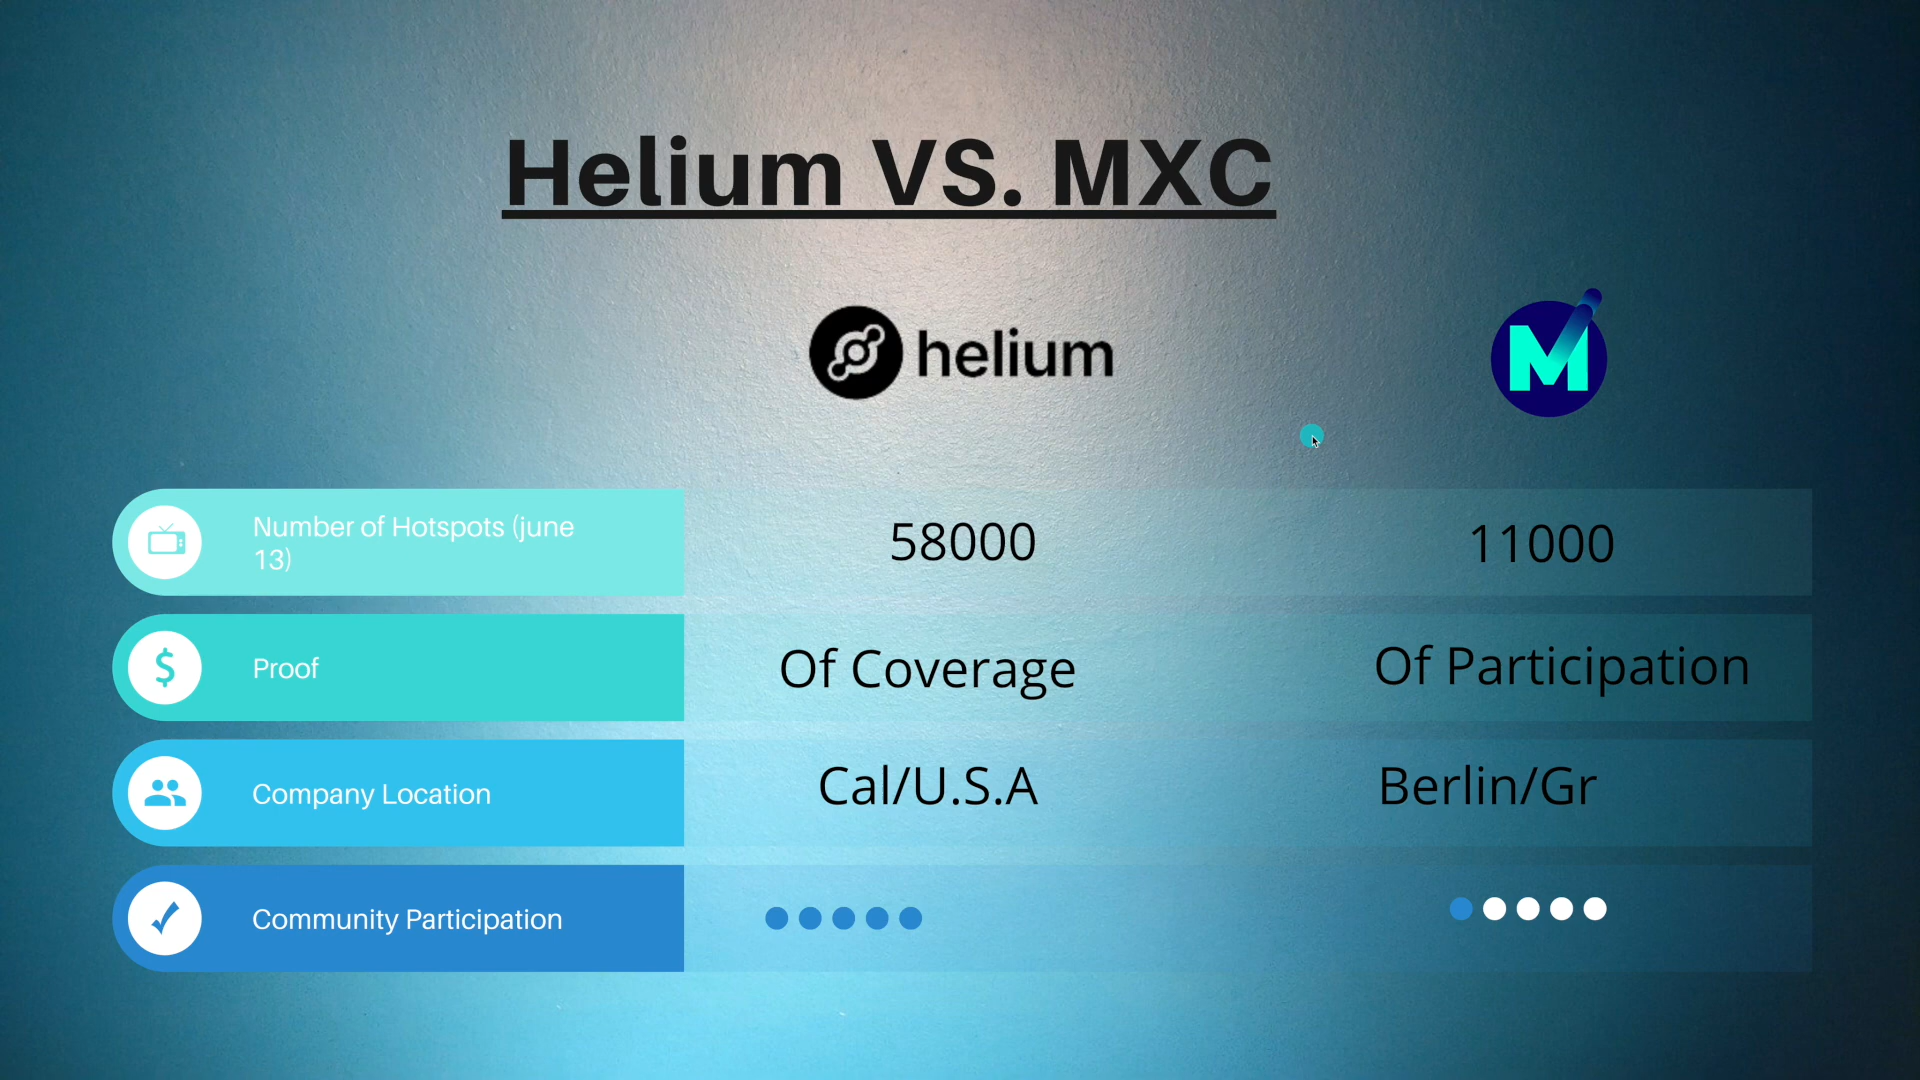 Helium VS. MXC
helium
M
Number of Hotspots (june
13)
58000
11000
$
Proof
Of Coverage
Of Participation
Company Location
Cal/U.S.A
Berlin/Gr
Community Participation